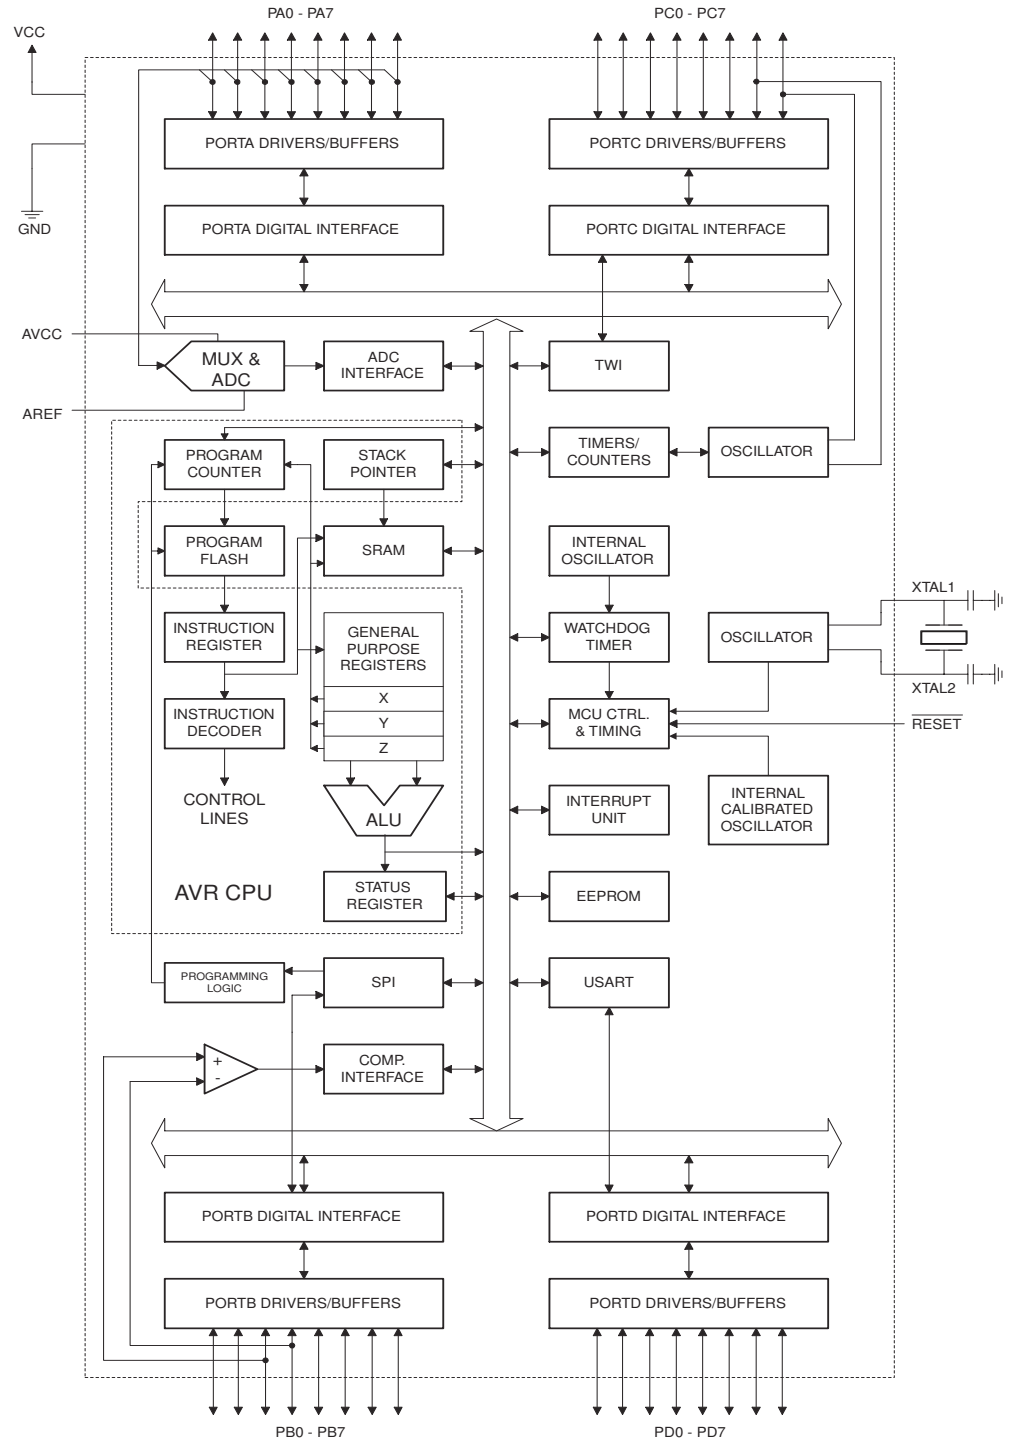 PA0 - PA7
PC0 - PC7
VCC
PORTA DRIVERS/BUFFERS
PORTC DRIVERS/BUFFERS
GND
PORTA DIGITAL INTERFACE
PORTC DIGITAL INTERFACE
AVCC
MUX &
ADC
ADC
INTERFACE
TWI
AREF
PROGRAM
COUNTER
STACK
POINTER
TIMERS/
COUNTERS
OSCILLATOR
PROGRAM
FLASH
SRAM
INTERNAL
OSCILLATOR
XTAL1
INSTRUCTION
REGISTER
GENERAL
PURPOSE
REGISTERS
WATCHDOG
TIMER
OSCILLATOR
XTAL2
X
INSTRUCTION
DECODER
Y
MCU CTRL.
& TIMING
RESET
Z
CONTROL
LINES
ALU
INTERRUPT
UNIT
INTERNAL
CALIBRATED
OSCILLATOR
AVR CPU
STATUS
REGISTER
EEPROM
PROGRAMMING
LOGIC
SPI
USART
+
-
COMP.
INTERFACE
PORTB DIGITAL INTERFACE
PORTD DIGITAL INTERFACE
PORTB DRIVERS/BUFFERS
PORTD DRIVERS/BUFFERS
PB0 - PB7
PD0 - PD7